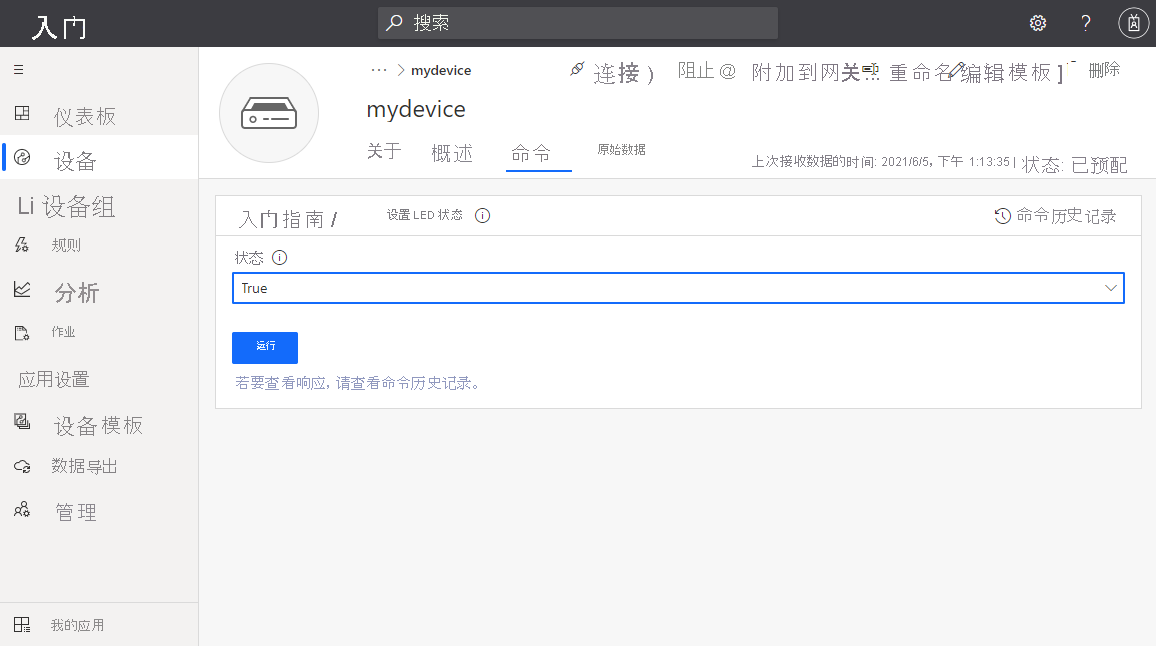 入门
搜索
?
仪表板
设备
Li 设备组
规则
分析
作业
应用设置
设备模板
数据导出
管理
我的应用
··· > mydevice
连接 ) 阻止 @ 附加到网关... 重命名 编辑模板 ] 删除
mydevice
关于 概述 命令 原始数据
上次接收数据的时间: 2021/6/5, 下午 1:13:35 | 状态: 已预配
入门指南 / 设置 LED 状态
命令历史记录
状态
True
运行
若要查看响应, 请查看命令历史记录。